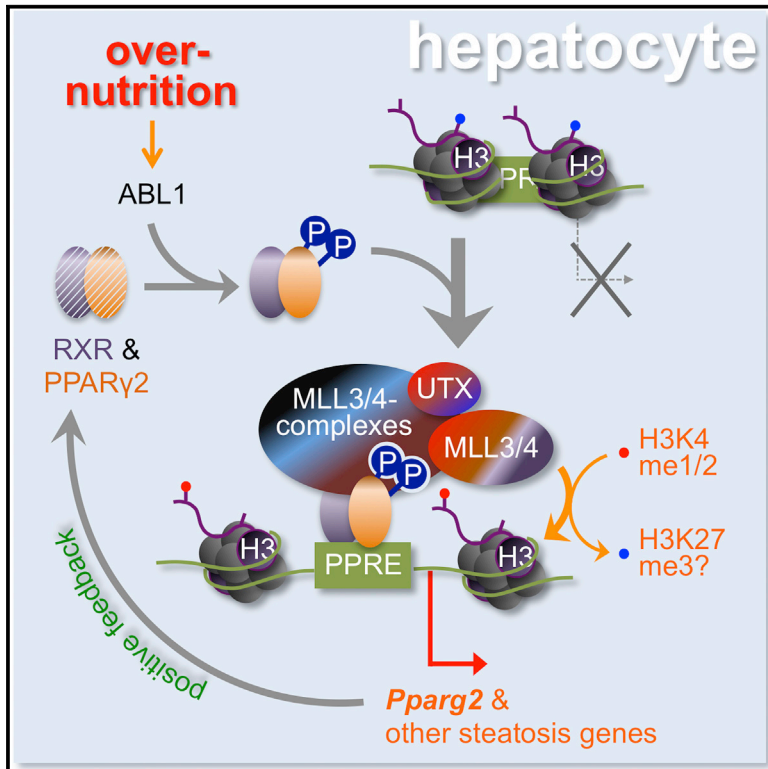 over-
nutrition
hepatocyte
ABL1
H3
PR
H3
P
P
RXR &
PPARγ2
MLL3/4-
complexes
UTX
MLL3/4
P
P
H3K4
me1/2
H3K27
me3?
H3
PPRE
H3
positive feedback
Pparg2 &
other steatosis genes